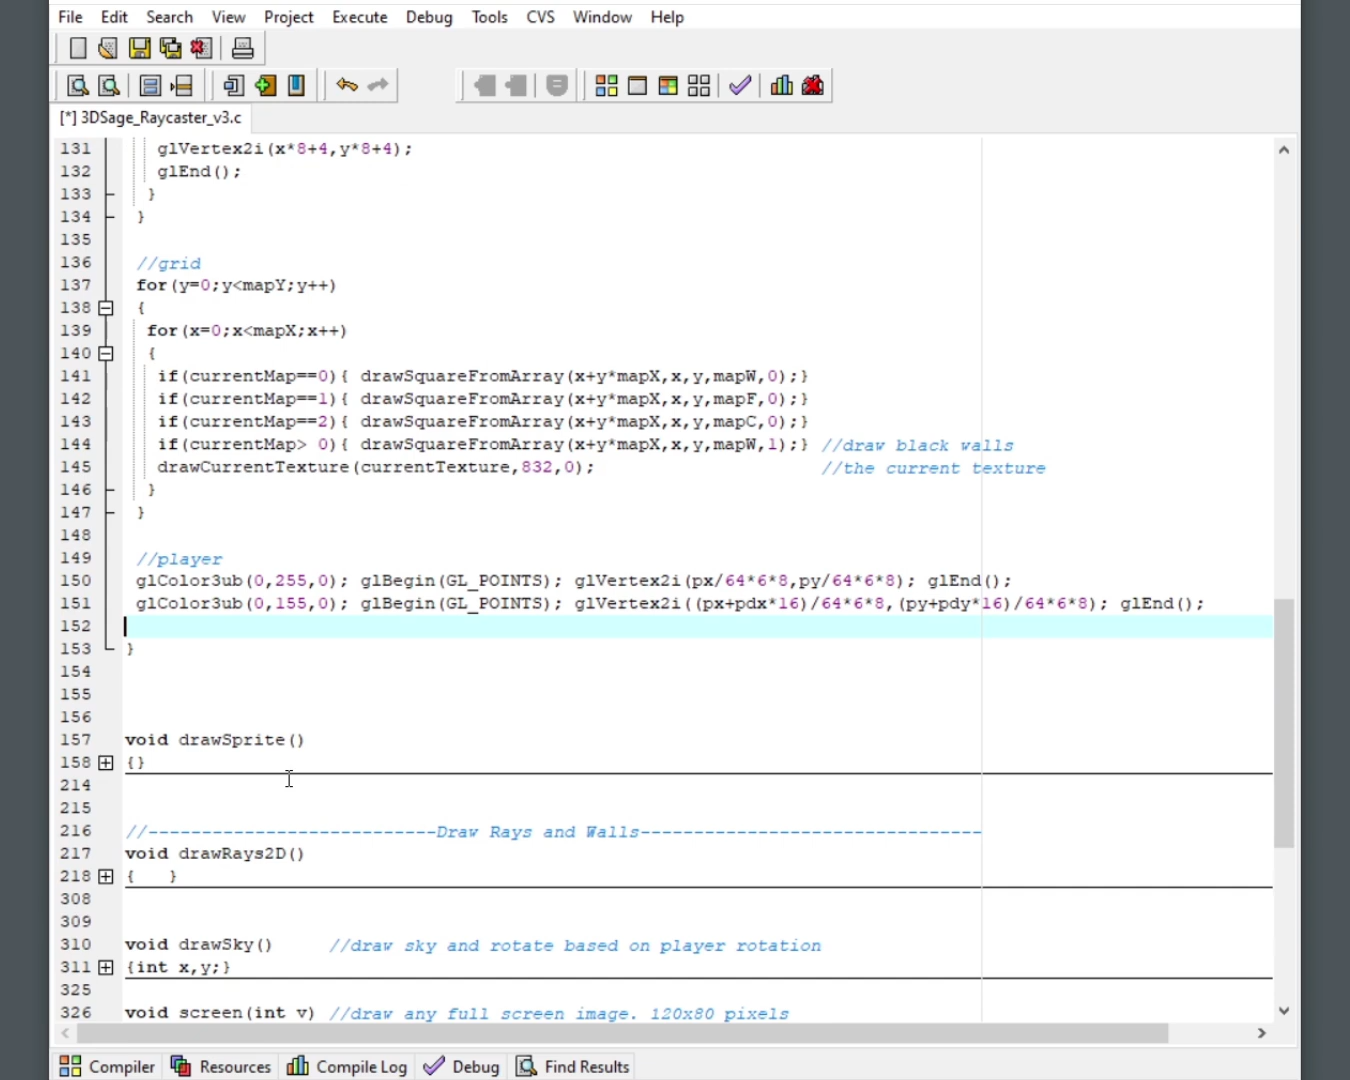 File Edit Search View Project Execute Debug Tools CVS Window Help
[*] 3DSage_Raycaster_v3.c
131 glVertex2i(x*8+4,y*8+4);
132 glEnd();
133 }
134 }
135
136 //grid
137 for(y=0;y<mapY;y++)
138 {
139 for(x=0;x<mapX;x++)
140 {
141 if(currentMap==0){ drawSquareFromArray(x+y*mapX,x,y,mapW,0);}
142 if(currentMap==1){ drawSquareFromArray(x+y*mapX,x,y,mapF,0);}
143 if(currentMap==2){ drawSquareFromArray(x+y*mapX,x,y,mapC,0);}
144 if(currentMap> 0){ drawSquareFromArray(x+y*mapX,x,y,mapW,1);} //draw black walls
145 drawCurrentTexture(currentTexture,832,0); //the current texture
146 }
147 }
148
149 //player
150 glColor3ub(0,255,0); glBegin(GL_POINTS); glVertex2i(px/64*6*8,py/64*6*8); glEnd();
151 glColor3ub(0,155,0); glBegin(GL_POINTS); glVertex2i((px+pdx*16)/64*6*8,(py+pdy*16)/64*6*8); glEnd();
152
153 }
154
155
156
157 void drawSprite()
158 {}
214
215
216 //---------------------------Draw Rays and Walls--------------------------------
217 void drawRays2D()
218 { }
308
309
310 void drawSky() //draw sky and rotate based on player rotation
311 {int x,y;}
325
326 void screen(int v) //draw any full screen image. 120x80 pixels
Compiler Resources Compile Log Debug Find Results